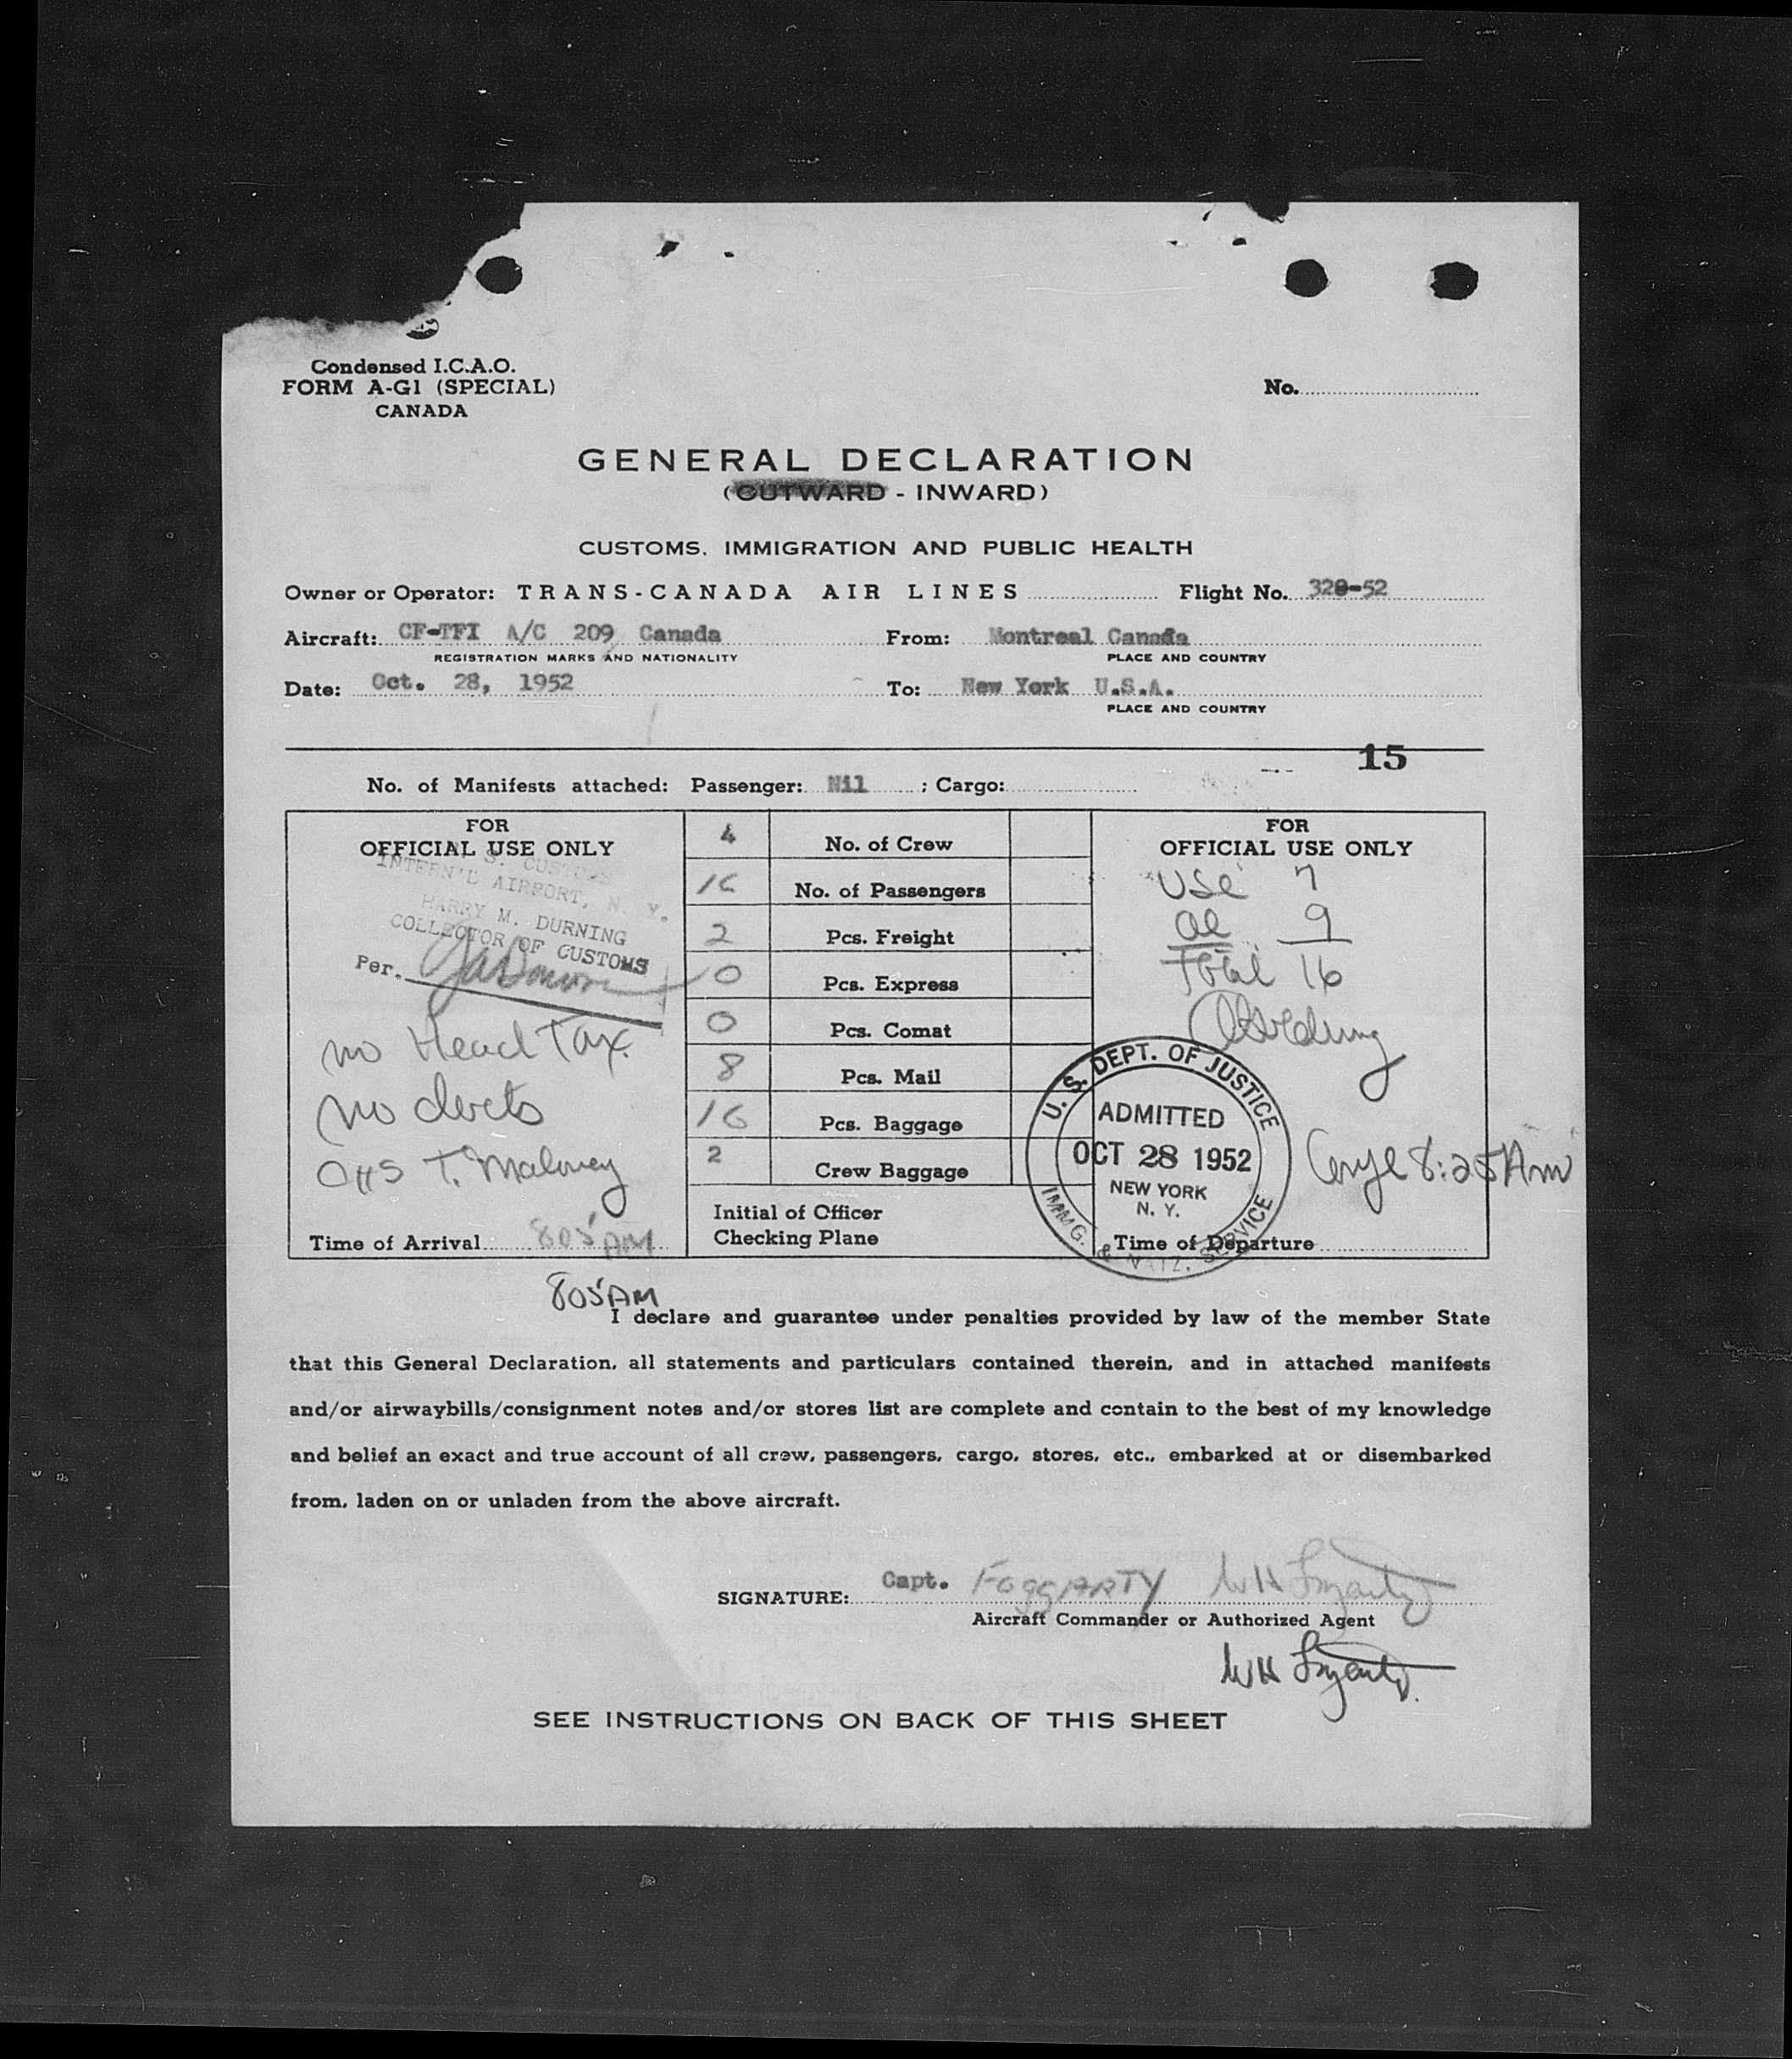 Condensed I.C.A.O.
FORM A-G1 (SPECIAL)
CANADA
No.
GENERAL DECLARATION
(OUTWARD - INWARD)
CUSTOMS, IMMIGRATION AND PUBLIC HEALTH
Owner or Operator: TRANS-CANADA AIR LINES Flight No. 320-52
Aircraft: CF-TFI A/C 209 Canada From: Montreal Canada
REGISTRATION MARKS AND NATIONALITY PLACE AND COUNTRY
Date: Oct. 28, 1952 To: New York U.S.A.
PLACE AND COUNTRY
15
No. of Manifests attached: Passenger: Nil ; Cargo:
FOR
OFFICIAL USE ONLY
U. S. CUSTOMS
INTERN'L AIRPORT, N. Y.
HARRY M. DURNING
COLLECTOR OF CUSTOMS
Per.
no Head Tax
no
T. Maloney
Time of Arrival 805 AM
805 AM
4 No. of Crew
16 No. of Passengers
2 Pcs. Freight
0 Pcs. Express
0 Pcs. Comat
8 Pcs. Mail
16 Pcs. Baggage
2 Crew Baggage
Initial of Officer
Checking Plane
FOR
OFFICIAL USE ONLY
USC 7
al 9
Total 16
U. S. DEPT. OF JUSTICE
ADMITTED
OCT 28 1952
NEW YORK
N. Y.
IMMG. & NATZ. SERVICE
8:25 Am
Time of Departure
I declare and guarantee under penalties provided by law of the member State
that this General Declaration, all statements and particulars contained therein, and in attached manifests
and/or airwaybills/consignment notes and/or stores list are complete and contain to the best of my knowledge
and belief an exact and true account of all crew, passengers, cargo, stores, etc., embarked at or disembarked
from, laden on or unladen from the above aircraft.
SIGNATURE: Capt. FOGGARTY WH Fogarty
Aircraft Commander or Authorized Agent
WH Fogarty
SEE INSTRUCTIONS ON BACK OF THIS SHEET